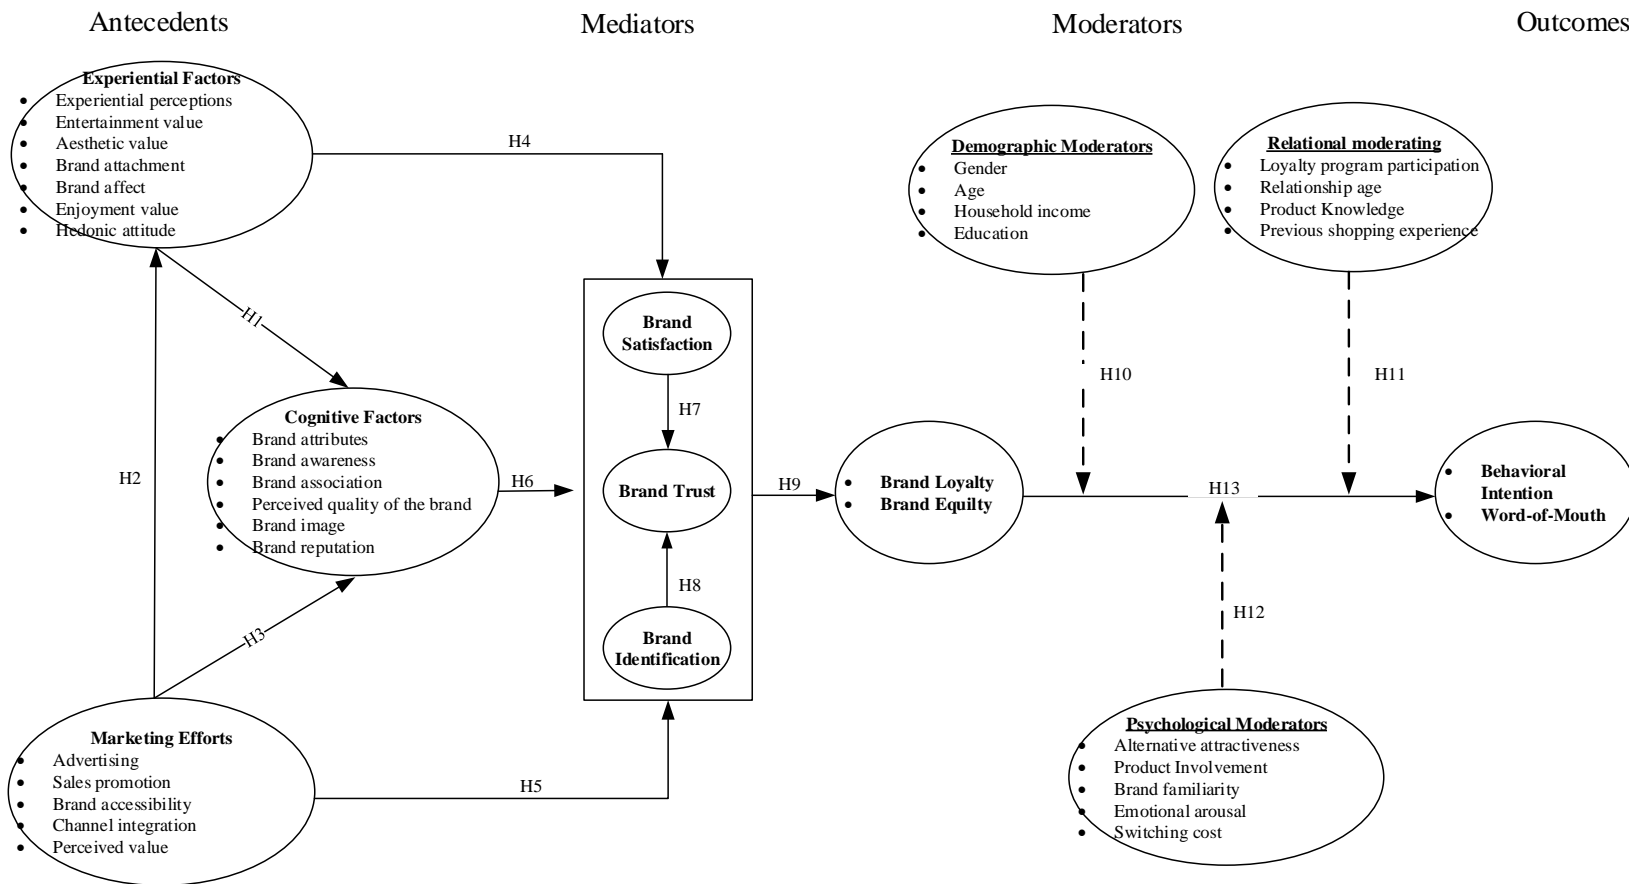 Antecedents
Mediators
Moderators
Outcomes
Experiential Factors
• Experiential perceptions
• Entertainment value
• Aesthetic value
• Brand attachment
• Brand affect
• Enjoyment value
• Hedonic attitude
H4
Demographic Moderators
• Gender
• Age
• Household income
• Education
Relational moderating
• Loyalty program participation
• Relationship age
• Product Knowledge
• Previous shopping experience
H1
H2
Cognitive Factors
• Brand attributes
• Brand awareness
• Brand association
• Perceived quality of the brand
• Brand image
• Brand reputation
H6
H3
Brand
Satisfaction
H7
Brand Trust
H8
Brand
Identification
H9
• Brand Loyalty
• Brand Equilty
H10
H11
H13
H12
• Behavioral
Intention
• Word-of-Mouth
Marketing Efforts
• Advertising
• Sales promotion
• Brand accessibility
• Channel integration
• Perceived value
H5
Psychological Moderators
• Alternative attractiveness
• Product Involvement
• Brand familiarity
• Emotional arousal
• Switching cost